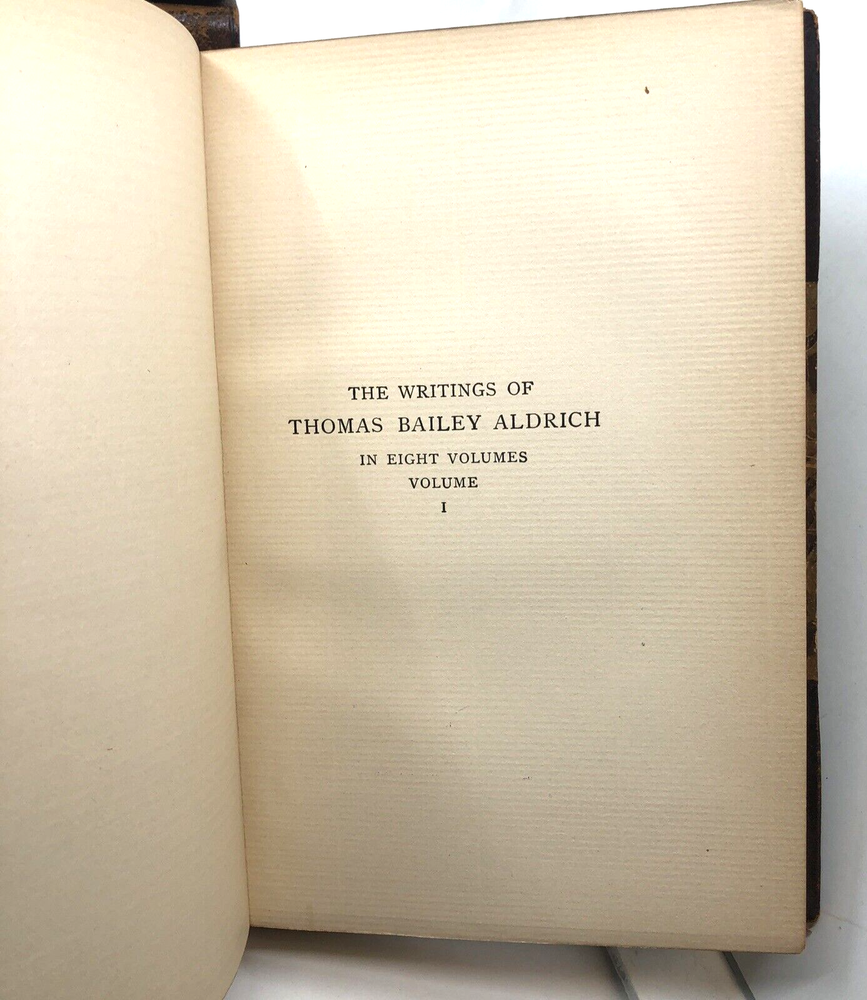 THE WRITINGS OF
THOMAS BAILEY ALDRICH
IN EIGHT VOLUMES
VOLUME
I